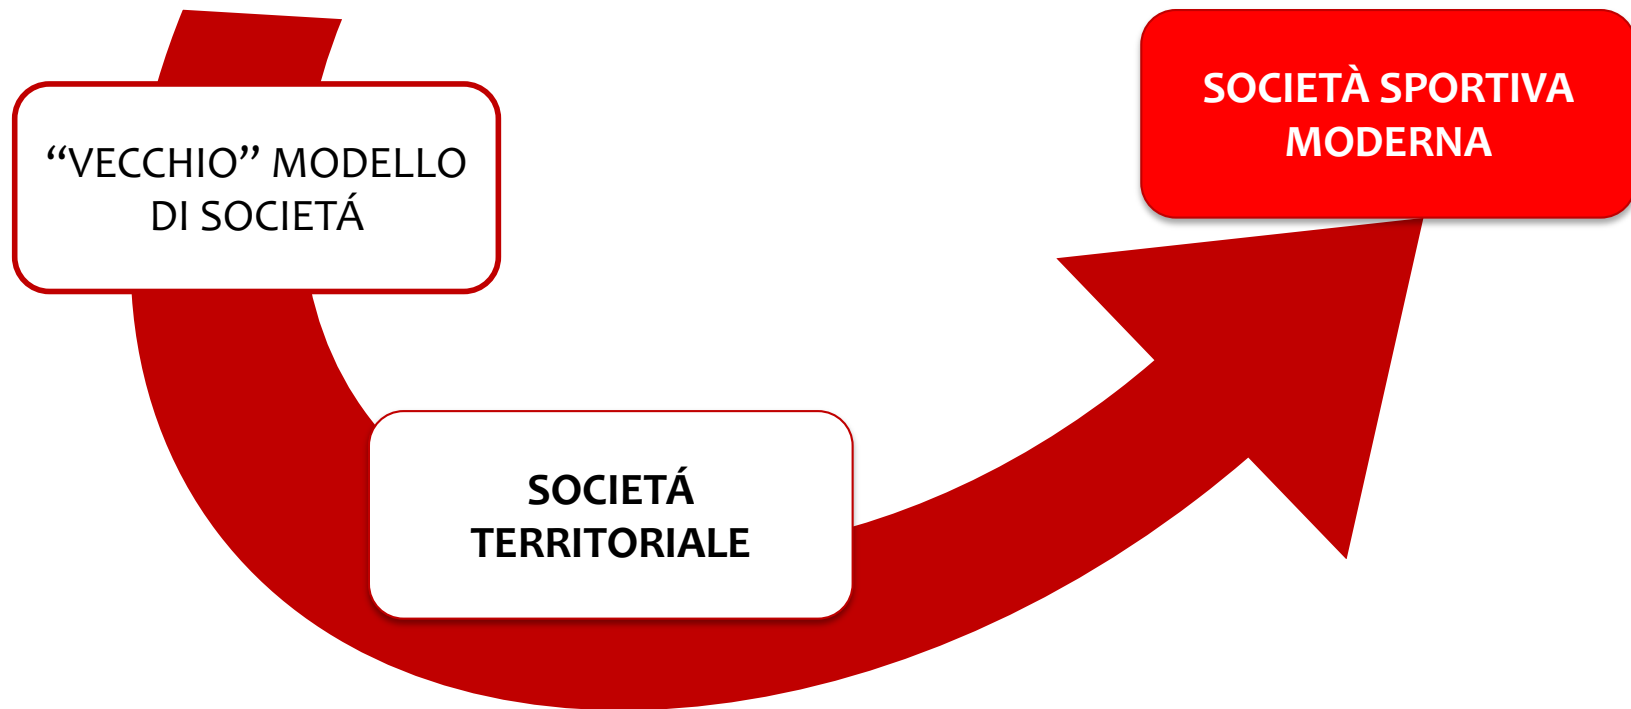 “VECCHIO” MODELLO
DI SOCIETÁ
SOCIETÀ SPORTIVA
MODERNA
SOCIETÁ
TERRITORIALE